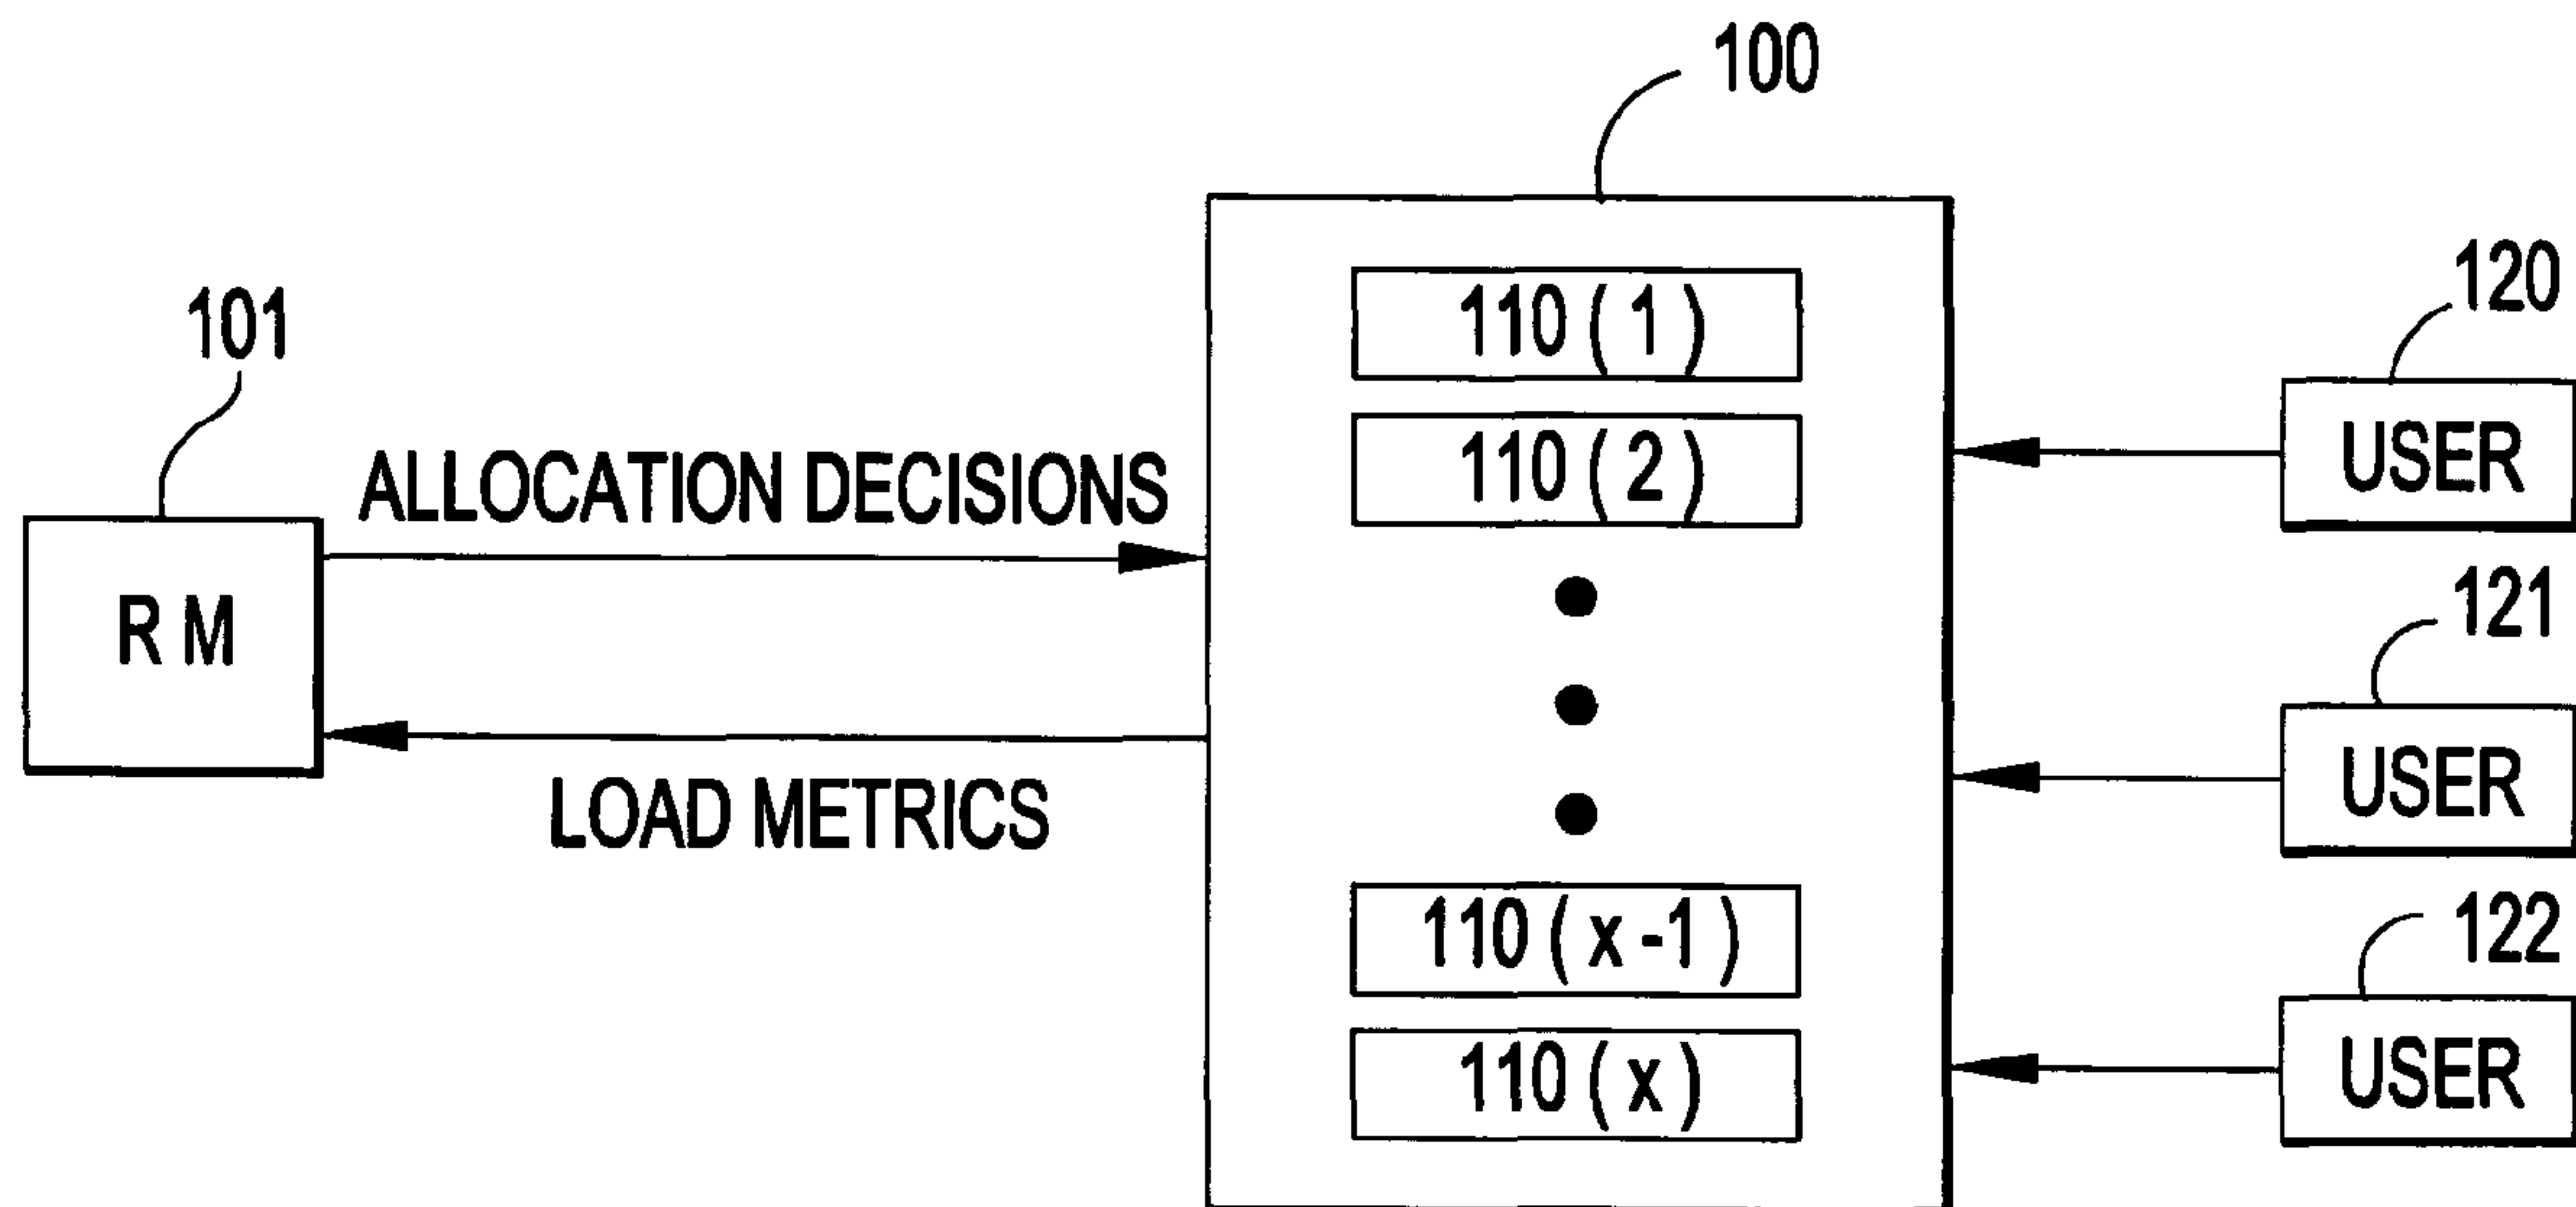 100
110 ( 1 )
120
101
110 ( 2 )
USER
ALLOCATION DECISIONS
R M
121
LOAD METRICS
USER
110 ( x -1 )
122
110 ( x )
USER